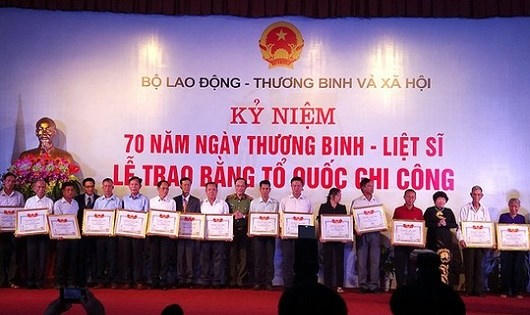 BỘ LAO ĐỘNG - THƯƠNG BINH VÀ XÃ HỘI
KỶ NIỆM
70 NĂM NGÀY THƯƠNG BINH - LIỆT SĨ
LỄ TRAO BẰNG TỔ QUỐC GHI CÔNG